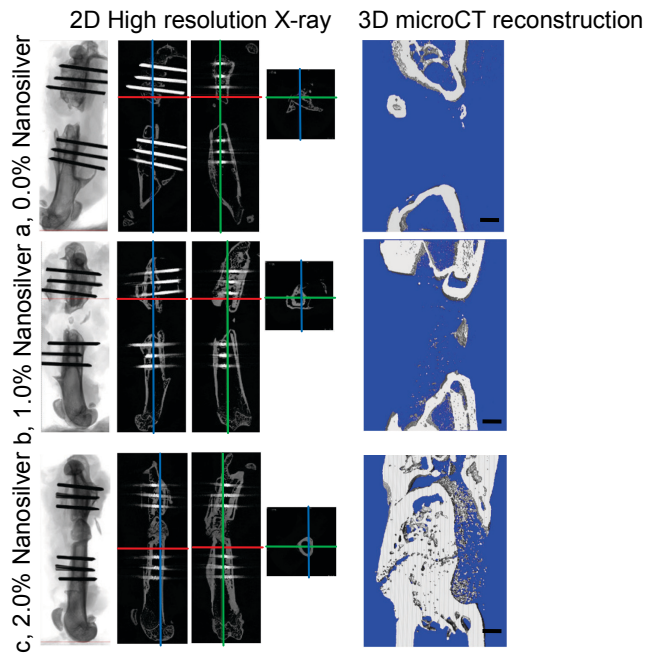 2D High resolution X-ray
3D microCT reconstruction
a, 0.0% Nanosilver
b, 1.0% Nanosilver
c, 2.0% Nanosilver